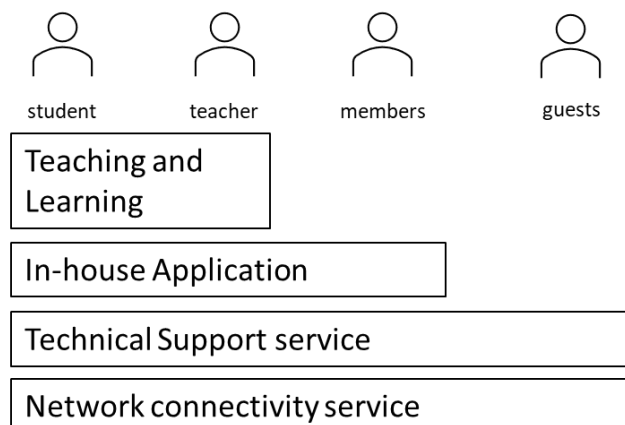 student teacher members guests
Teaching and
Learning
In-house Application
Technical Support service
Network connectivity service